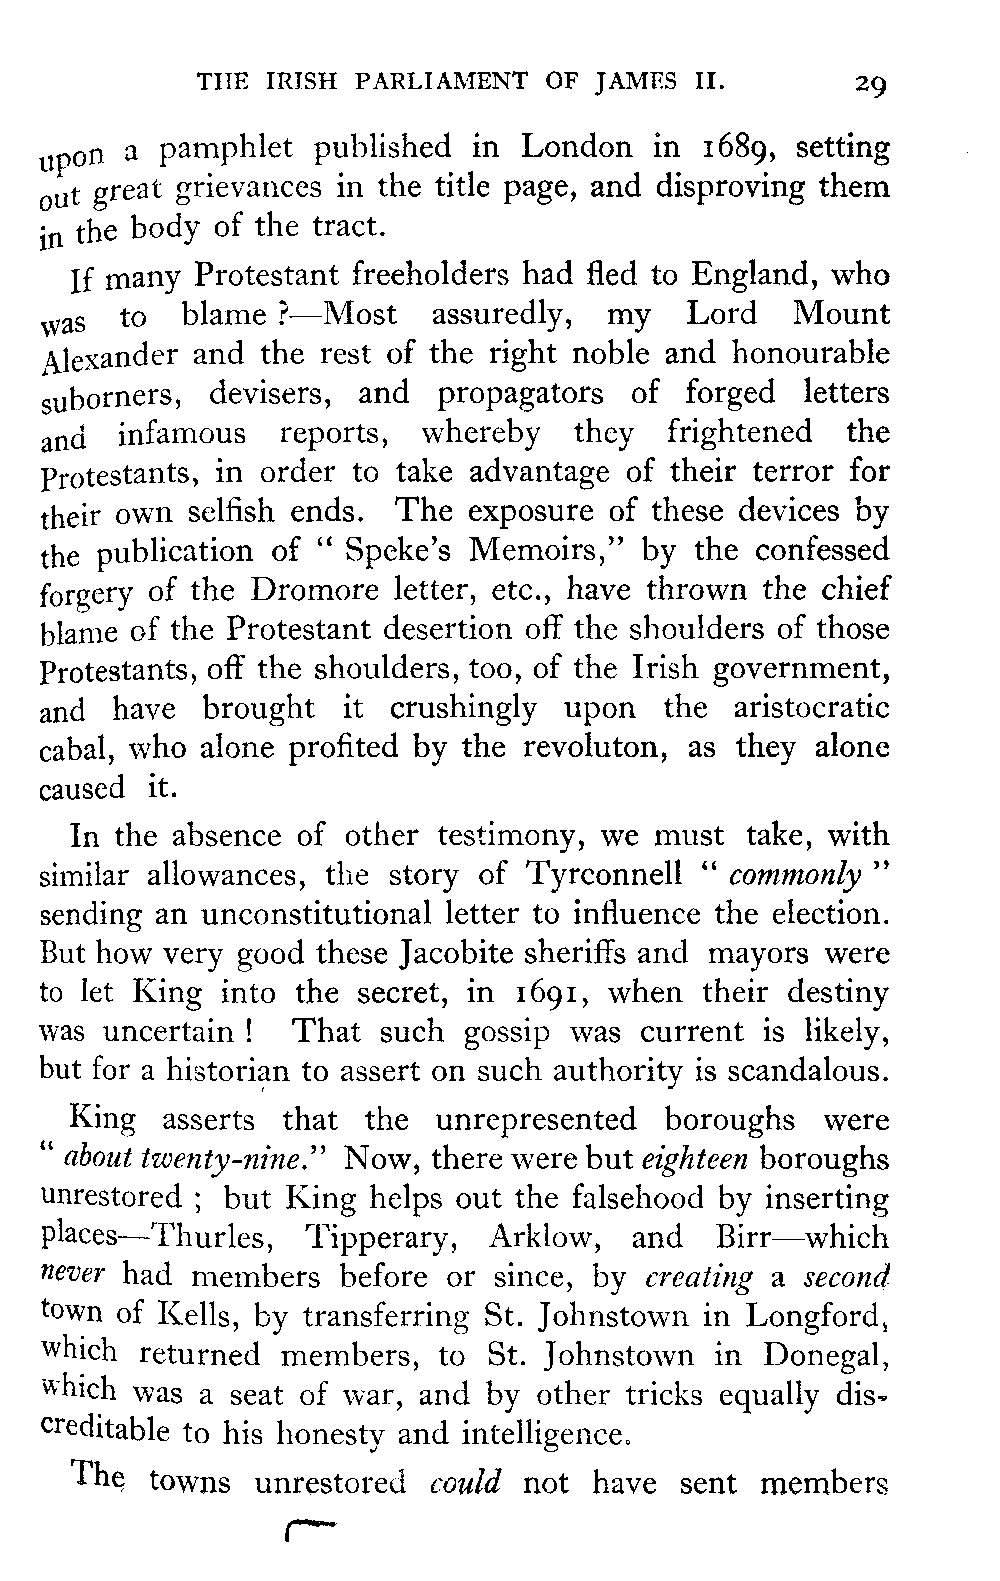 THE IRISH PARLIAMENT OF JAMES II. 29
upon a pamphlet published in London in 1689, setting
out great grievances in the title page, and disproving them
in the body of the tract.
If many Protestant freeholders had fled to England, who
was to blame ?—Most assuredly, my Lord Mount
Alexander and the rest of the right noble and honourable
suborners, devisers, and propagators of forged letters
and infamous reports, whereby they frightened the
Protestants, in order to take advantage of their terror for
their own selfish ends. The exposure of these devices by
the publication of “ Speke’s Memoirs,” by the confessed
forgery of the Dromore letter, etc., have thrown the chief
blame of the Protestant desertion off the shoulders of those
Protestants, off the shoulders, too, of the Irish government,
and have brought it crushingly upon the aristocratic
cabal, who alone profited by the revoluton, as they alone
caused it.
In the absence of other testimony, we must take, with
similar allowances, the story of Tyrconnell “ commonly ”
sending an unconstitutional letter to influence the election.
But how very good these Jacobite sheriffs and mayors were
to let King into the secret, in 1691, when their destiny
was uncertain ! That such gossip was current is likely,
but for a historian to assert on such authority is scandalous.
King asserts that the unrepresented boroughs were
“ about twenty-nine.” Now, there were but eighteen boroughs
unrestored ; but King helps out the falsehood by inserting
places—Thurles, Tipperary, Arklow, and Birr—which
never had members before or since, by creating a second
town of Kells, by transferring St. Johnstown in Longford,
which returned members, to St. Johnstown in Donegal,
which was a seat of war, and by other tricks equally dis-
creditable to his honesty and intelligence.
The towns unrestored could not have sent members